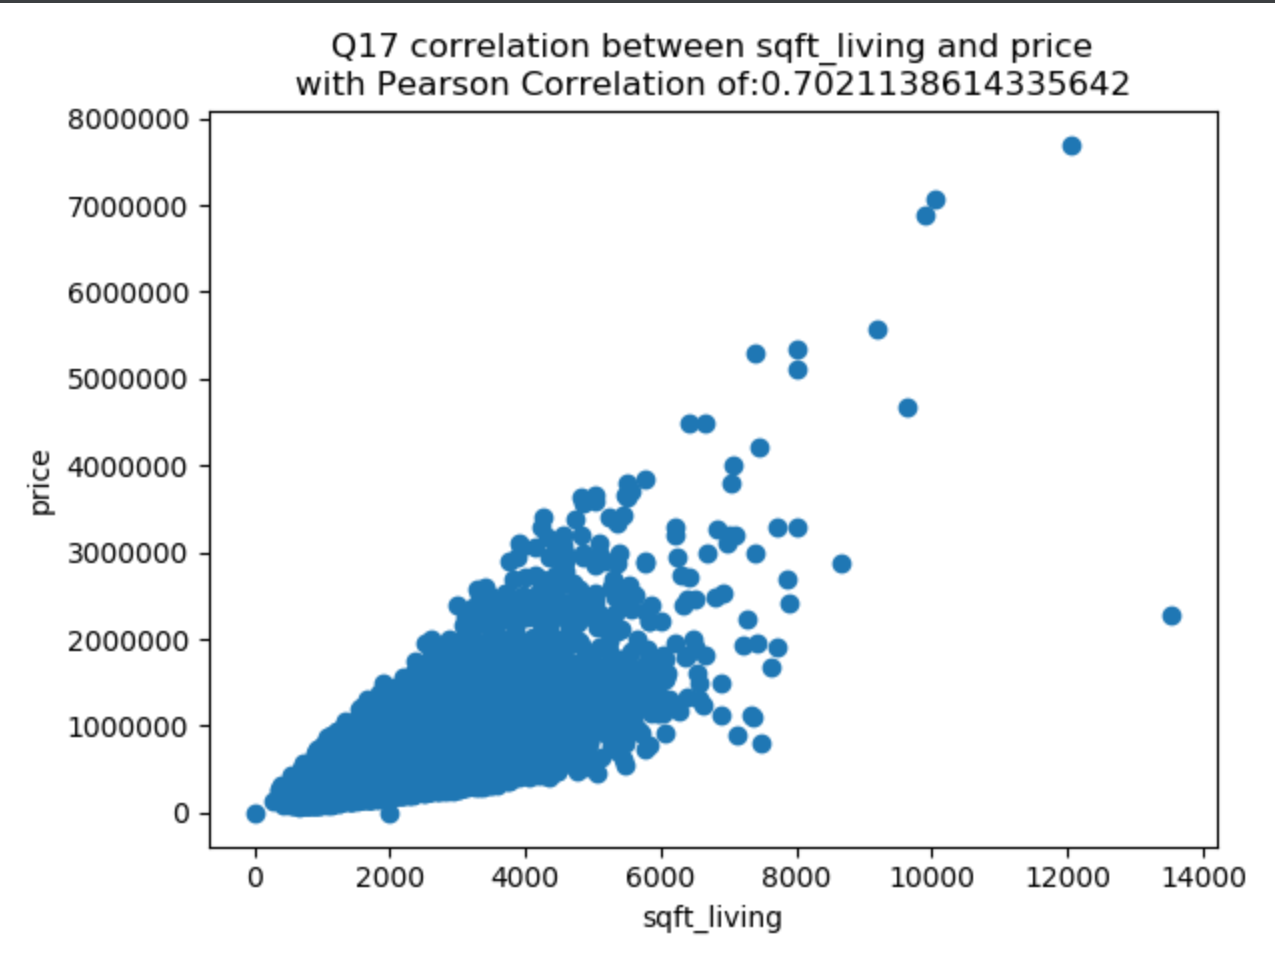 Q17 correlation between sqft_living and price
with Pearson Correlation of:0.7021138614335642
8000000
7000000
6000000
5000000
4000000
3000000
2000000
1000000
0
price
0 2000 4000 6000 8000 10000 12000 14000
sqft_living